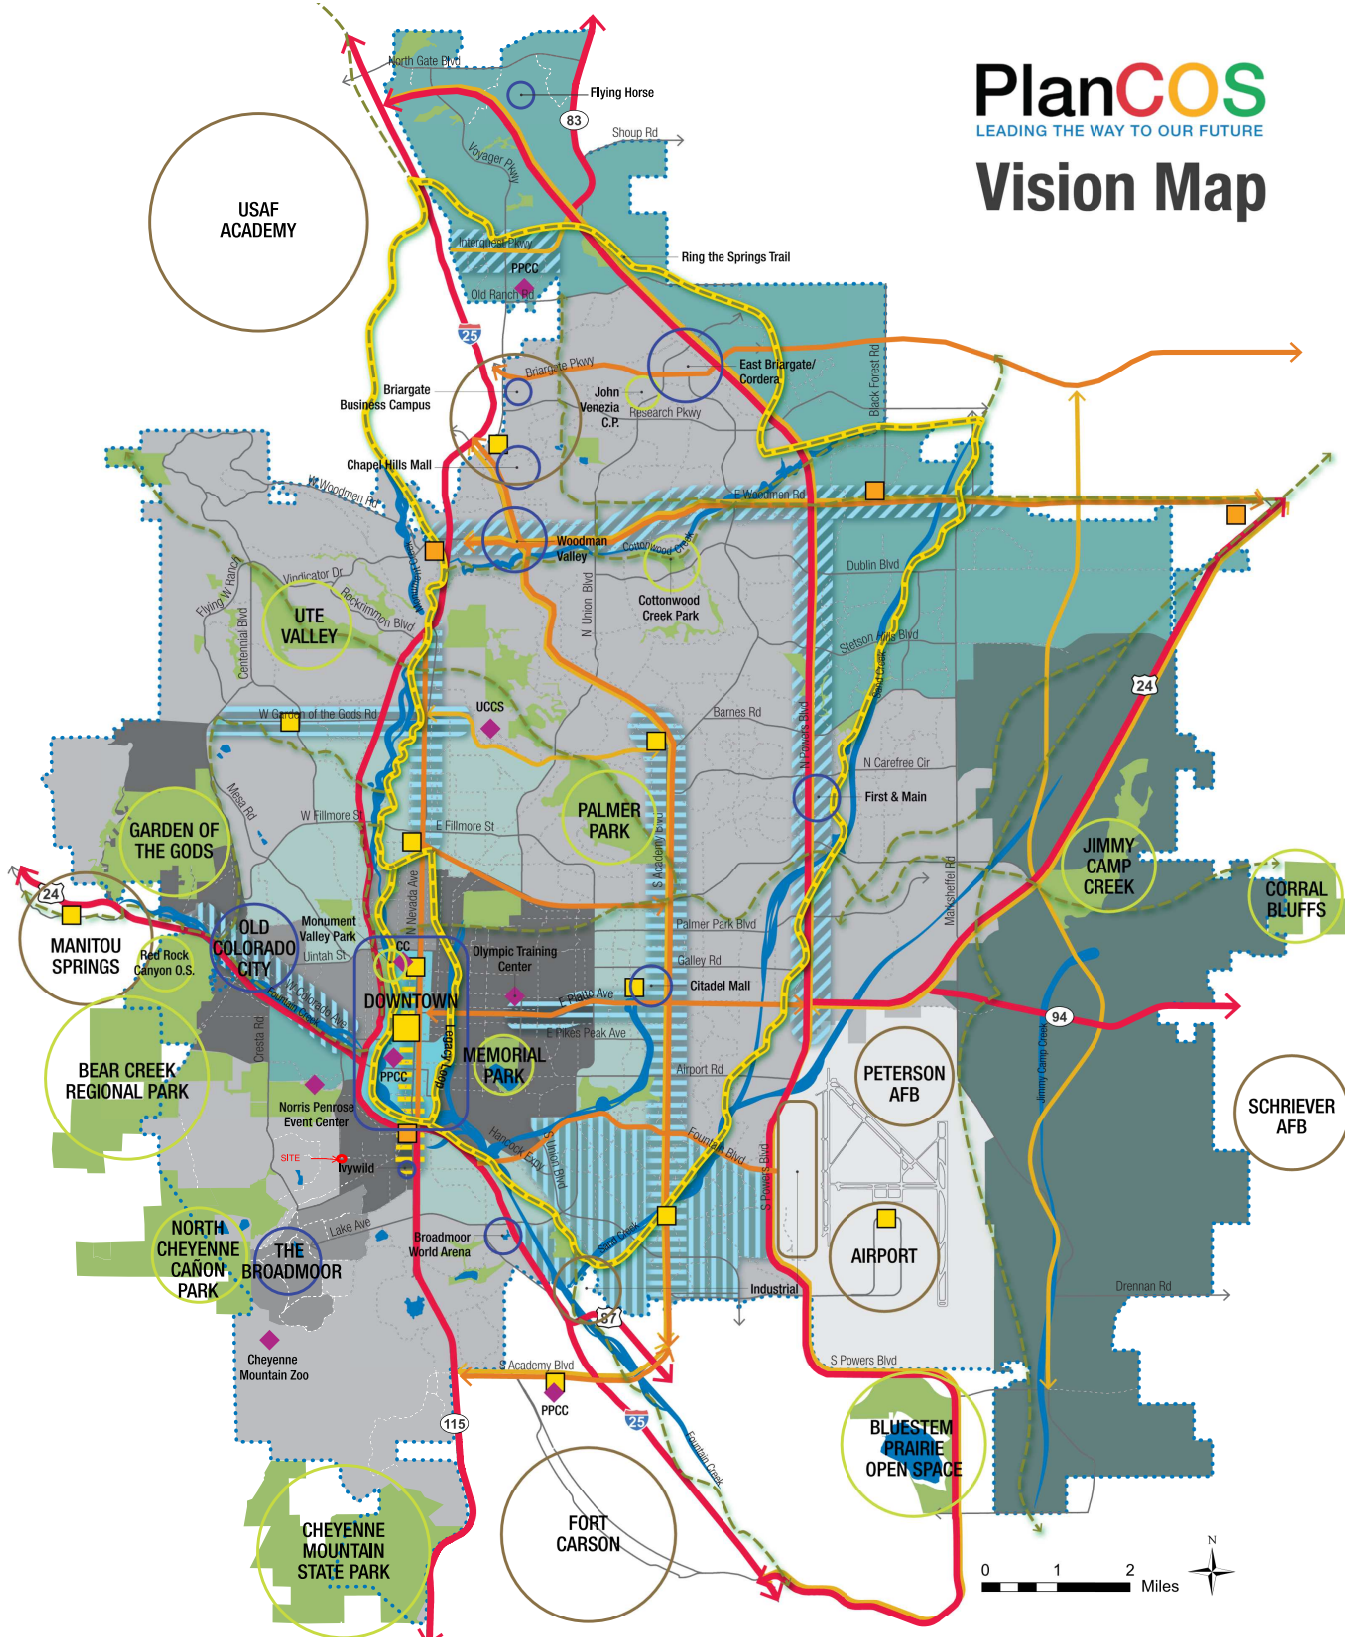 PlanCOS
LEADING THE WAY TO OUR FUTURE
Vision Map
North Gate Blvd
Flying Horse
83
Shoup Rd
Voyager Pkwy
USAF
ACADEMY
Interquest Pkwy
Ring the Springs Trail
PPCC
Old Ranch Rd
25
Briargate Pkwy
East Briargate/
Cordera
Black Forest Rd
Briargate
Business Campus
John
Venezia
C.P.
Research Pkwy
Chapel Hills Mall
W Woodmen Rd
E Woodmen Rd
Woodman
Valley
Cottonwood Creek
Dublin Blvd
Flying W Ranch
Vindicator Dr
Rockrimmon Blvd
UTE
VALLEY
Centennial Blvd
N Union Blvd
Cottonwood
Creek Park
Stetson Hills Blvd
Sand Creek
24
UCCS
W Garden of the Gods Rd
Barnes Rd
N Powers Blvd
N Carefree Cir
Mesa Rd
First & Main
W Fillmore St
E Fillmore St
PALMER
PARK
S Academy Blvd
GARDEN OF
THE GODS
JIMMY
CAMP
CREEK
Marksheffel Rd
24
CORRAL
BLUFFS
MANITOU
SPRINGS
Red Rock
Canyon O.S.
OLD
COLORADO
CITY
Monument
Valley Park
Uintah St
N Nevada Ave
CC
Olympic Training
Center
Palmer Park Blvd
Galley Rd
Citadel Mall
DOWNTOWN
E Platte Ave
W Colorado Ave
Fountain Creek
E Pikes Peak Ave
94
Cresta Rd
Legacy Loop
BEAR CREEK
REGIONAL PARK
PPCC
MEMORIAL
PARK
Airport Rd
PETERSON
AFB
Jimmy Camp Creek
SCHRIEVER
AFB
Norris Penrose
Event Center
SITE
Ivywild
Hancock Expy
S Union Blvd
Fountain Blvd
S Powers Blvd
Lake Ave
NORTH
CHEYENNE
CAÑON
PARK
THE
BROADMOOR
Broadmoor
World Arena
Sand Creek
AIRPORT
Industrial
Drennan Rd
87
Cheyenne
Mountain Zoo
S Academy Blvd
S Powers Blvd
PPCC
115
25
BLUESTEM
PRAIRIE
OPEN SPACE
Fountain Creek
FORT
CARSON
CHEYENNE
MOUNTAIN
STATE PARK
N
0 1 2
Miles